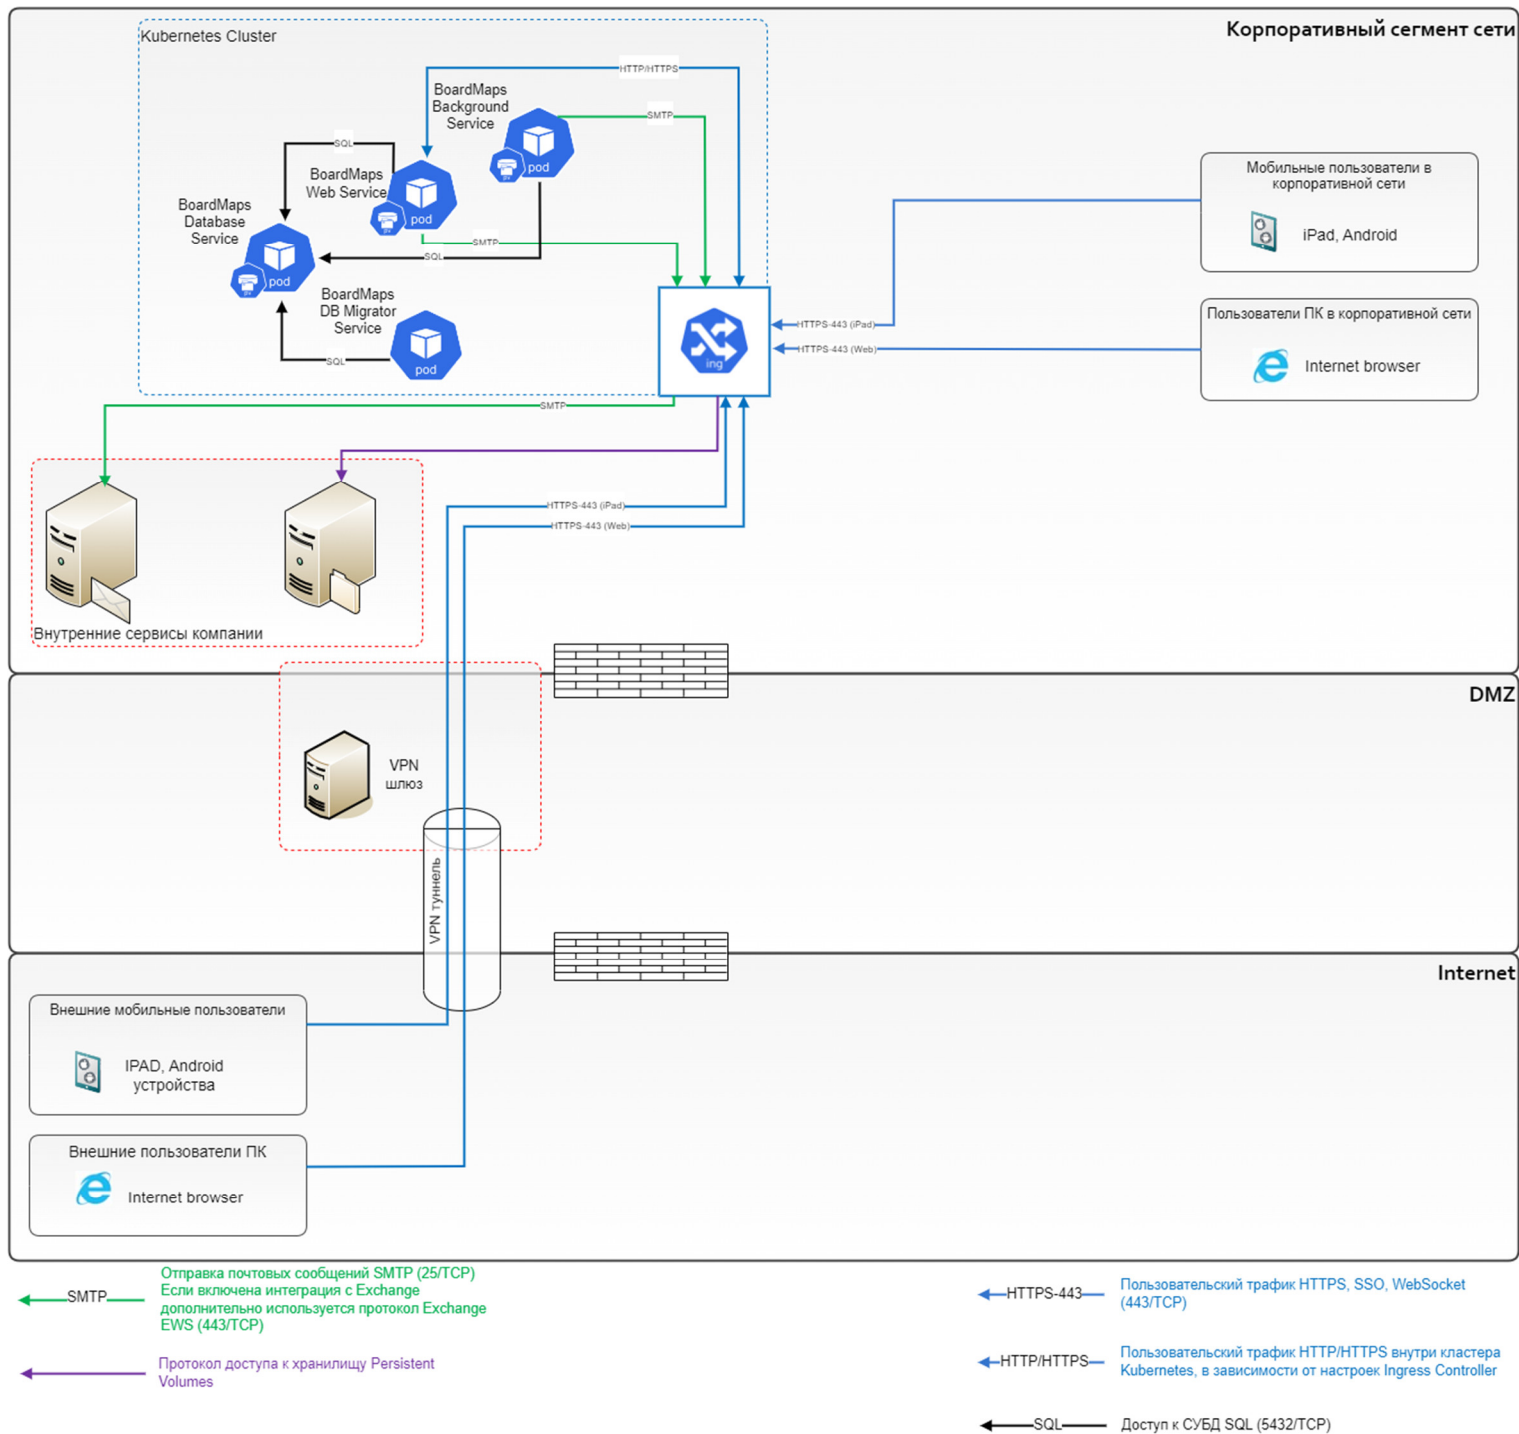 Корпоративный сегмент сети
Kubernetes Cluster
HTTP/HTTPS
BoardMaps
Background
Service
SMTP
pod
SQL
BoardMaps
Web Service
pod
BoardMaps
Database
Service
SMTP
SQL
pod
BoardMaps
DB Migrator
Service
SQL
pod
ing
Мобильные пользователи в
корпоративной сети
iPad, Android
HTTPS-443 (iPad)
Пользователи ПК в корпоративной сети
HTTPS-443 (Web)
Internet browser
SMTP
HTTPS-443 (iPad)
HTTPS-443 (Web)
Внутренние сервисы компании
DMZ
VPN
шлюз
VPN туннель
Internet
Внешние мобильные пользователи
IPAD, Android
устройства
Внешние пользователи ПК
Internet browser
SMTP
Отправка почтовых сообщений SMTP (25/TCP)
Если включена интеграция с Exchange
дополнительно используется протокол Exchange
EWS (443/TCP)
Протокол доступа к хранилищу Persistent
Volumes
HTTPS-443
Пользовательский трафик HTTPS, SSO, WebSocket
(443/TCP)
HTTP/HTTPS
Пользовательский трафик HTTP/HTTPS внутри кластера
Kubernetes, в зависимости от настроек Ingress Controller
SQL
Доступ к СУБД SQL (5432/TCP)